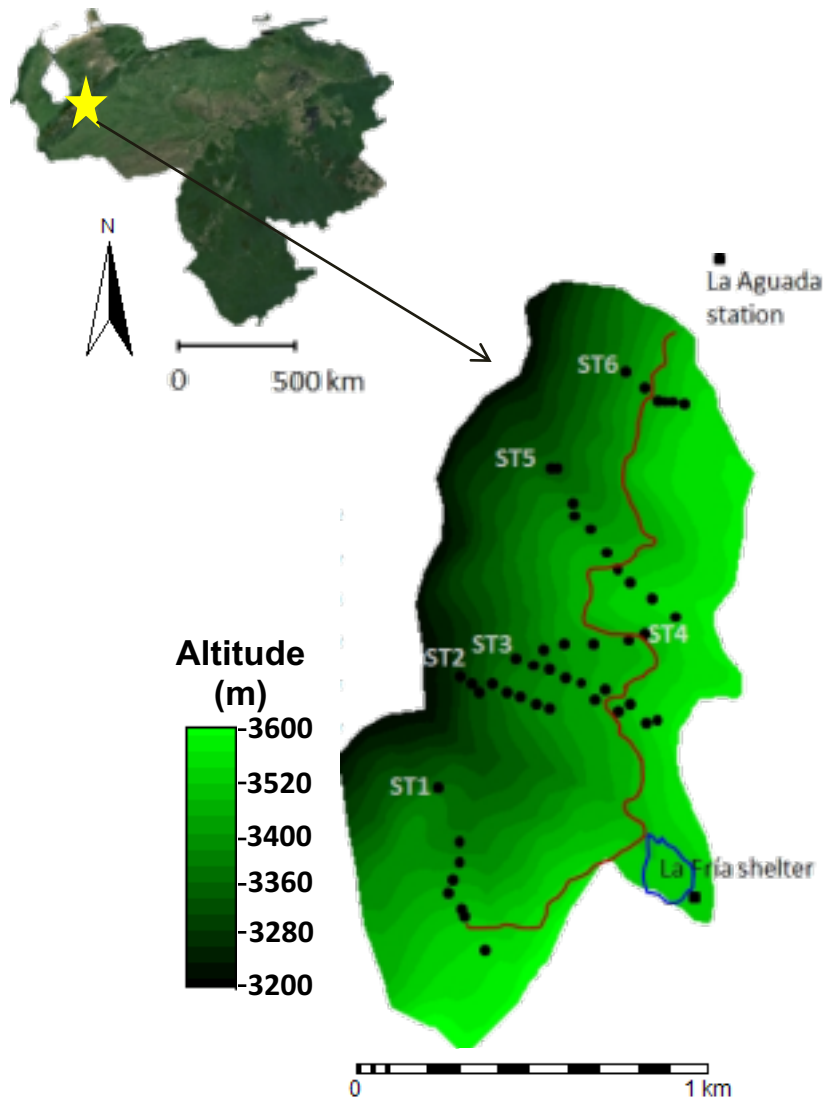 N
0 500 km
La Aguada
station
ST6
ST5
ST4
ST3
ST2
Altitude
(m)
-3600
-3520
-3400
-3360
-3280
-3200
ST1
La Fría shelter
0 1 km